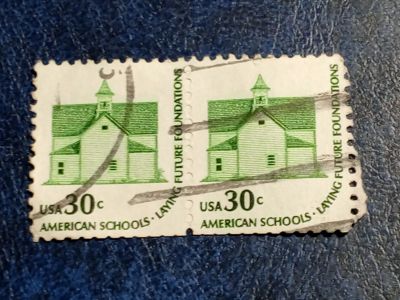 USA 30c
AMERICAN SCHOOLS · LAYING FUTURE FOUNDATIONS
USA 30c
AMERICAN SCHOOLS · LAYING FUTURE FOUNDATIONS